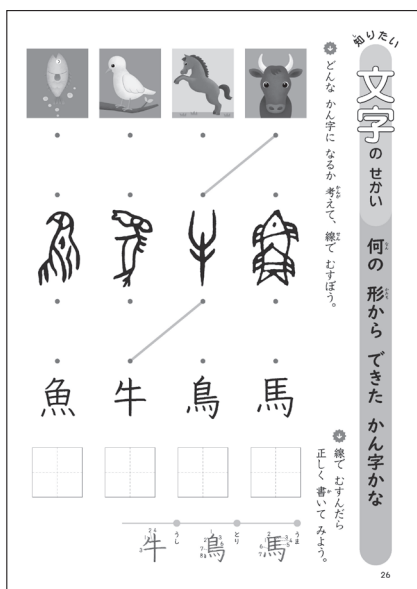 知りたい
文字 の せかい
何の 形から できた かん字かな
どんな かん字に なるか 考えて、線で むすぼう。
馬
鳥
牛
魚
線で むすんだら
正しく 書いて みよう。
うま
馬
とり
鳥
うし
牛
26